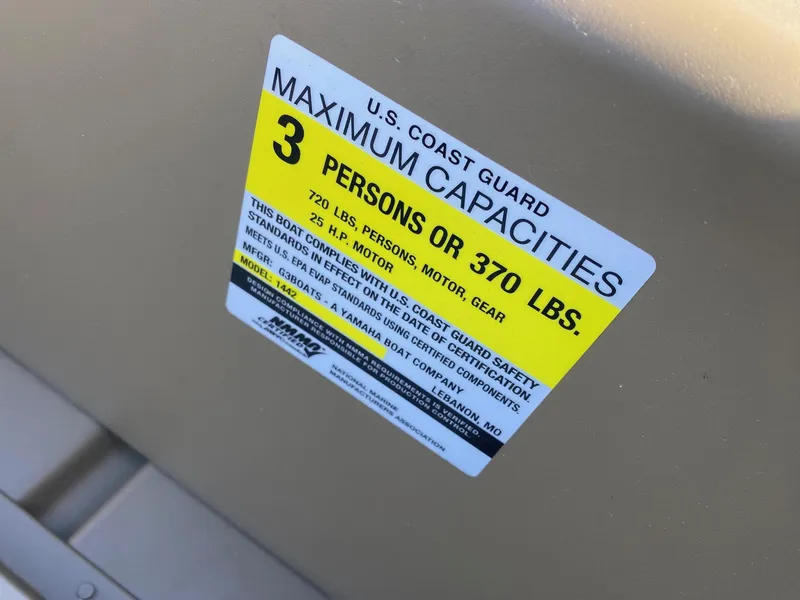 U.S. COAST GUARD
MAXIMUM CAPACITIES
3 PERSONS OR 370 LBS.
720 LBS, PERSONS, MOTOR, GEAR
25 H.P. MOTOR
THIS BOAT COMPLIES WITH U.S. COAST GUARD SAFETY
STANDARDS IN EFFECT ON THE DATE OF CERTIFICATION.
MEETS U.S. EPA EVAP STANDARDS USING CERTIFIED COMPONENTS.
MFGR: G3BOATS - A YAMAHA BOAT COMPANY
MODEL: 1442 LEBANON, MO
DESIGN COMPLIANCE WITH NMMA REQUIREMENTS IS VERIFIED.
MANUFACTURER RESPONSIBLE FOR PRODUCTION CONTROL.
NMMA
CERTIFIED
NATIONAL MARINE
MANUFACTURERS ASSOCIATION